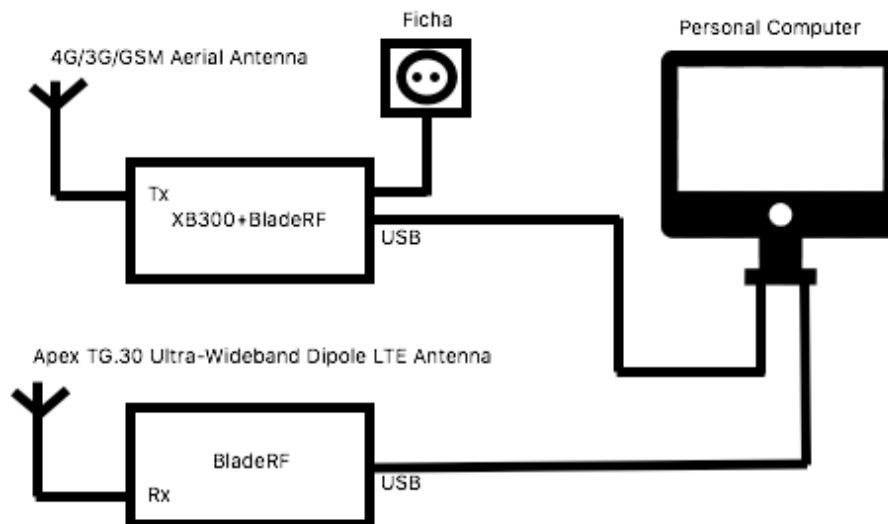 Ficha
Personal Computer
4G/3G/GSM Aerial Antenna
Tx
XB300+BladeRF
USB
Apex TG.30 Ultra-Wideband Dipole LTE Antenna
BladeRF
Rx
USB